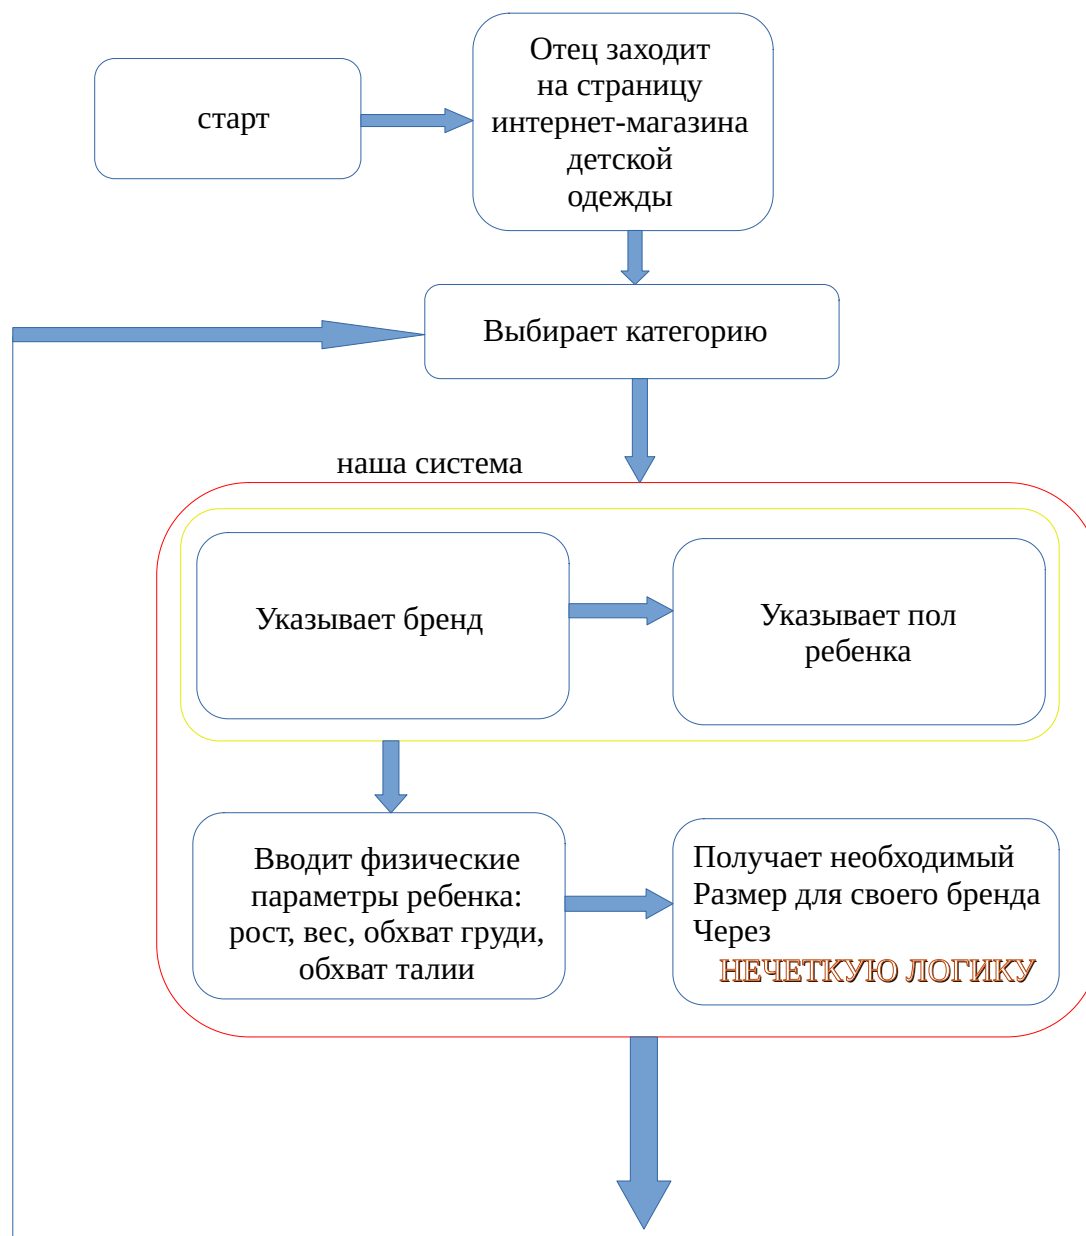 старт
Отец заходит
на страницу
интернет-магазина
детской
одежды
Выбирает категорию
наша система
Указывает бренд
Указывает пол
ребенка
Вводит физические
параметры ребенка:
рост, вес, обхват груди,
обхват талии
Получает необходимый
Размер для своего бренда
Через
НЕЧЕТКУЮ ЛОГИКУ